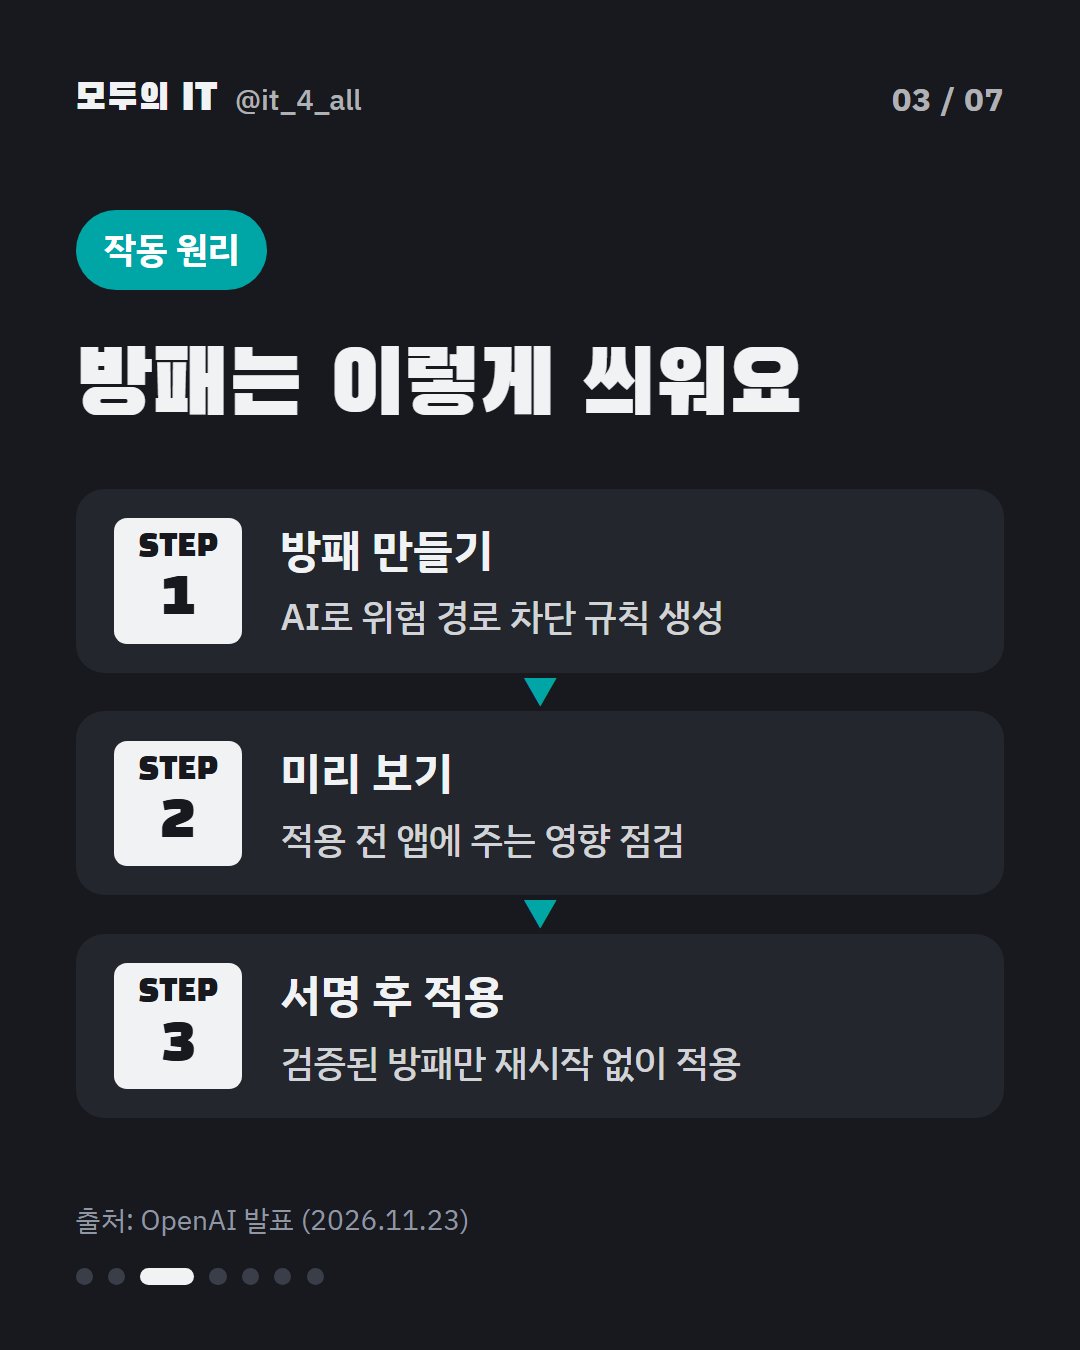 모두의 IT @it_4_all 03 / 07
작동 원리
방패는 이렇게 씌워요
STEP 1
방패 만들기
AI로 위험 경로 차단 규칙 생성
STEP 2
미리 보기
적용 전 앱에 주는 영향 점검
STEP 3
서명 후 적용
검증된 방패만 재시작 없이 적용
출처: OpenAI 발표 (2026.11.23)